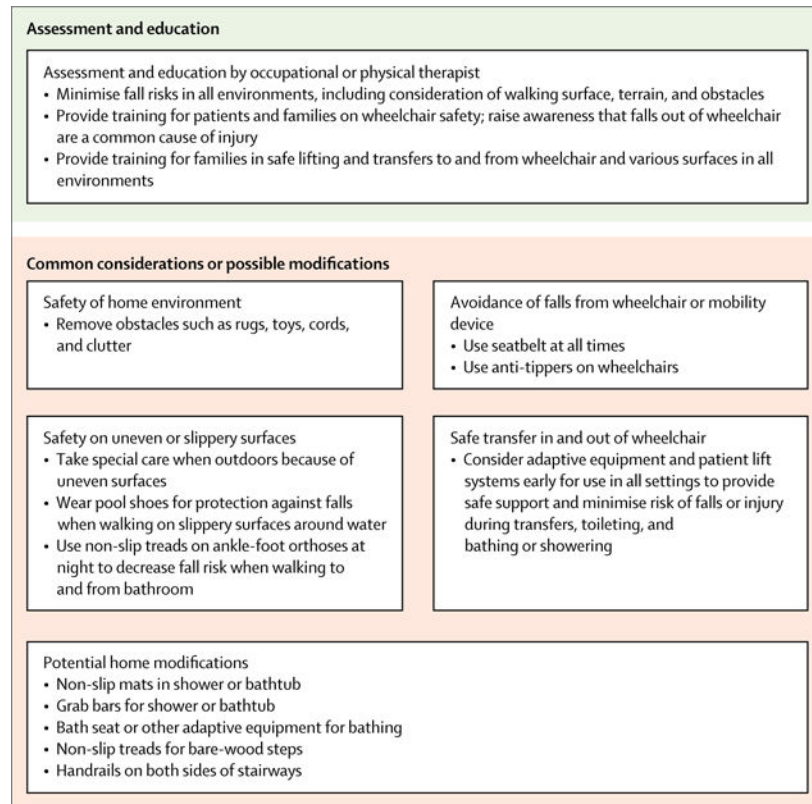 Assessment and education
Assessment and education by occupational or physical therapist
• Minimise fall risks in all environments, including consideration of walking surface, terrain, and obstacles
• Provide training for patients and families on wheelchair safety; raise awareness that falls out of wheelchair
are a common cause of injury
• Provide training for families in safe lifting and transfers to and from wheelchair and various surfaces in all
environments
Common considerations or possible modifications
Safety of home environment
• Remove obstacles such as rugs, toys, cords,
and clutter
Avoidance of falls from wheelchair or mobility
device
• Use seatbelt at all times
• Use anti-tippers on wheelchairs
Safety on uneven or slippery surfaces
• Take special care when outdoors because of
uneven surfaces
• Wear pool shoes for protection against falls
when walking on slippery surfaces around water
• Use non-slip treads on ankle-foot orthoses at
night to decrease fall risk when walking to
and from bathroom
Safe transfer in and out of wheelchair
• Consider adaptive equipment and patient lift
systems early for use in all settings to provide
safe support and minimise risk of falls or injury
during transfers, toileting, and
bathing or showering
Potential home modifications
• Non-slip mats in shower or bathtub
• Grab bars for shower or bathtub
• Bath seat or other adaptive equipment for bathing
• Non-slip treads for bare-wood steps
• Handrails on both sides of stairways